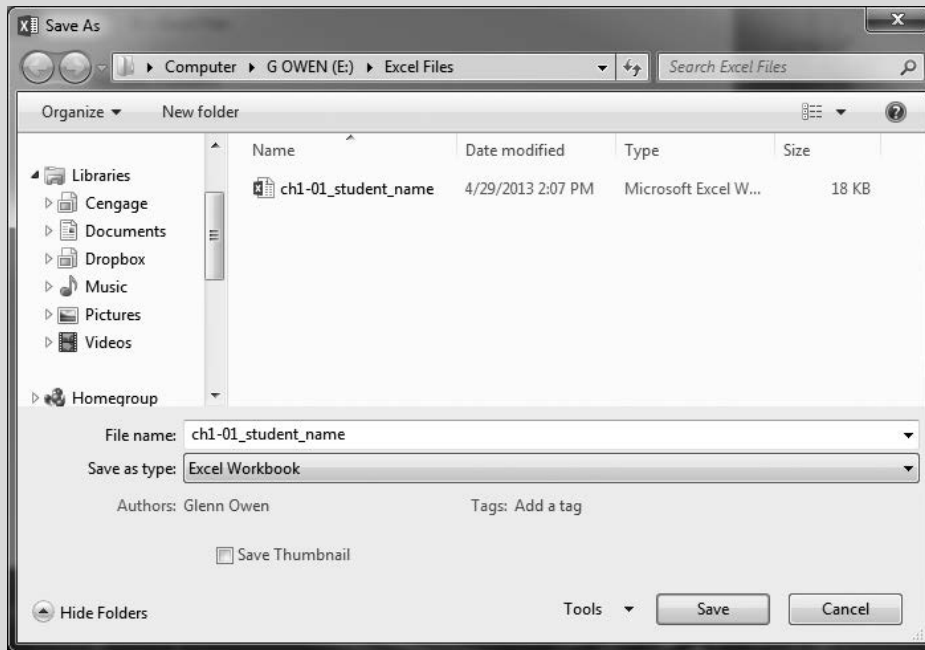 Save As
Computer G OWEN (E:) Excel Files Search Excel Files
Organize New folder
Name Date modified Type Size
Libraries
ch1-01_student_name 4/29/2013 2:07 PM Microsoft Excel W... 18 KB
Cengage
Documents
Dropbox
Music
Pictures
Videos
Homegroup
File name: ch1-01_student_name
Save as type: Excel Workbook
Authors: Glenn Owen Tags: Add a tag
Save Thumbnail
Hide Folders Tools Save Cancel